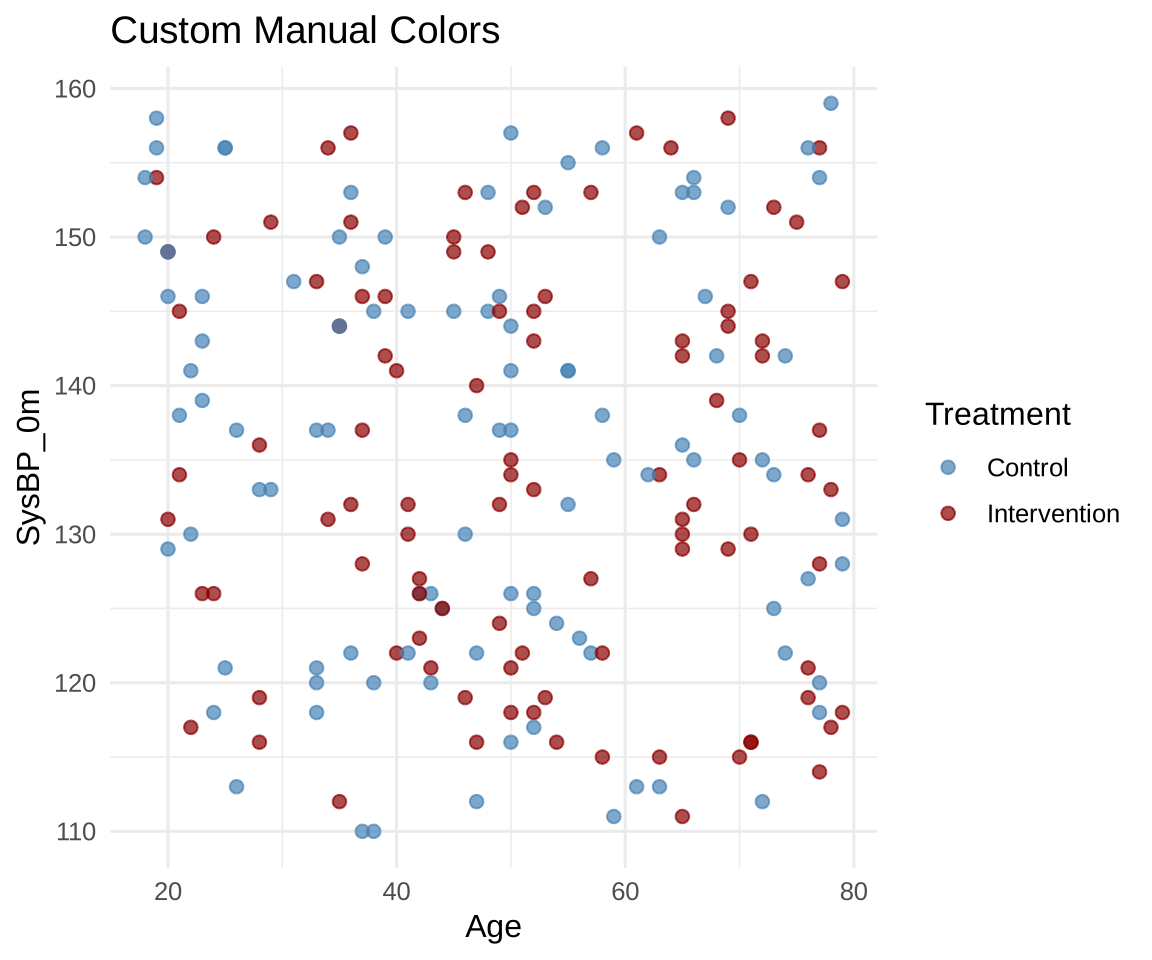 Custom Manual Colors
160
150
140
130
120
110
SysBP_0m
20 40 60 80
Age
Treatment
Control
Intervention